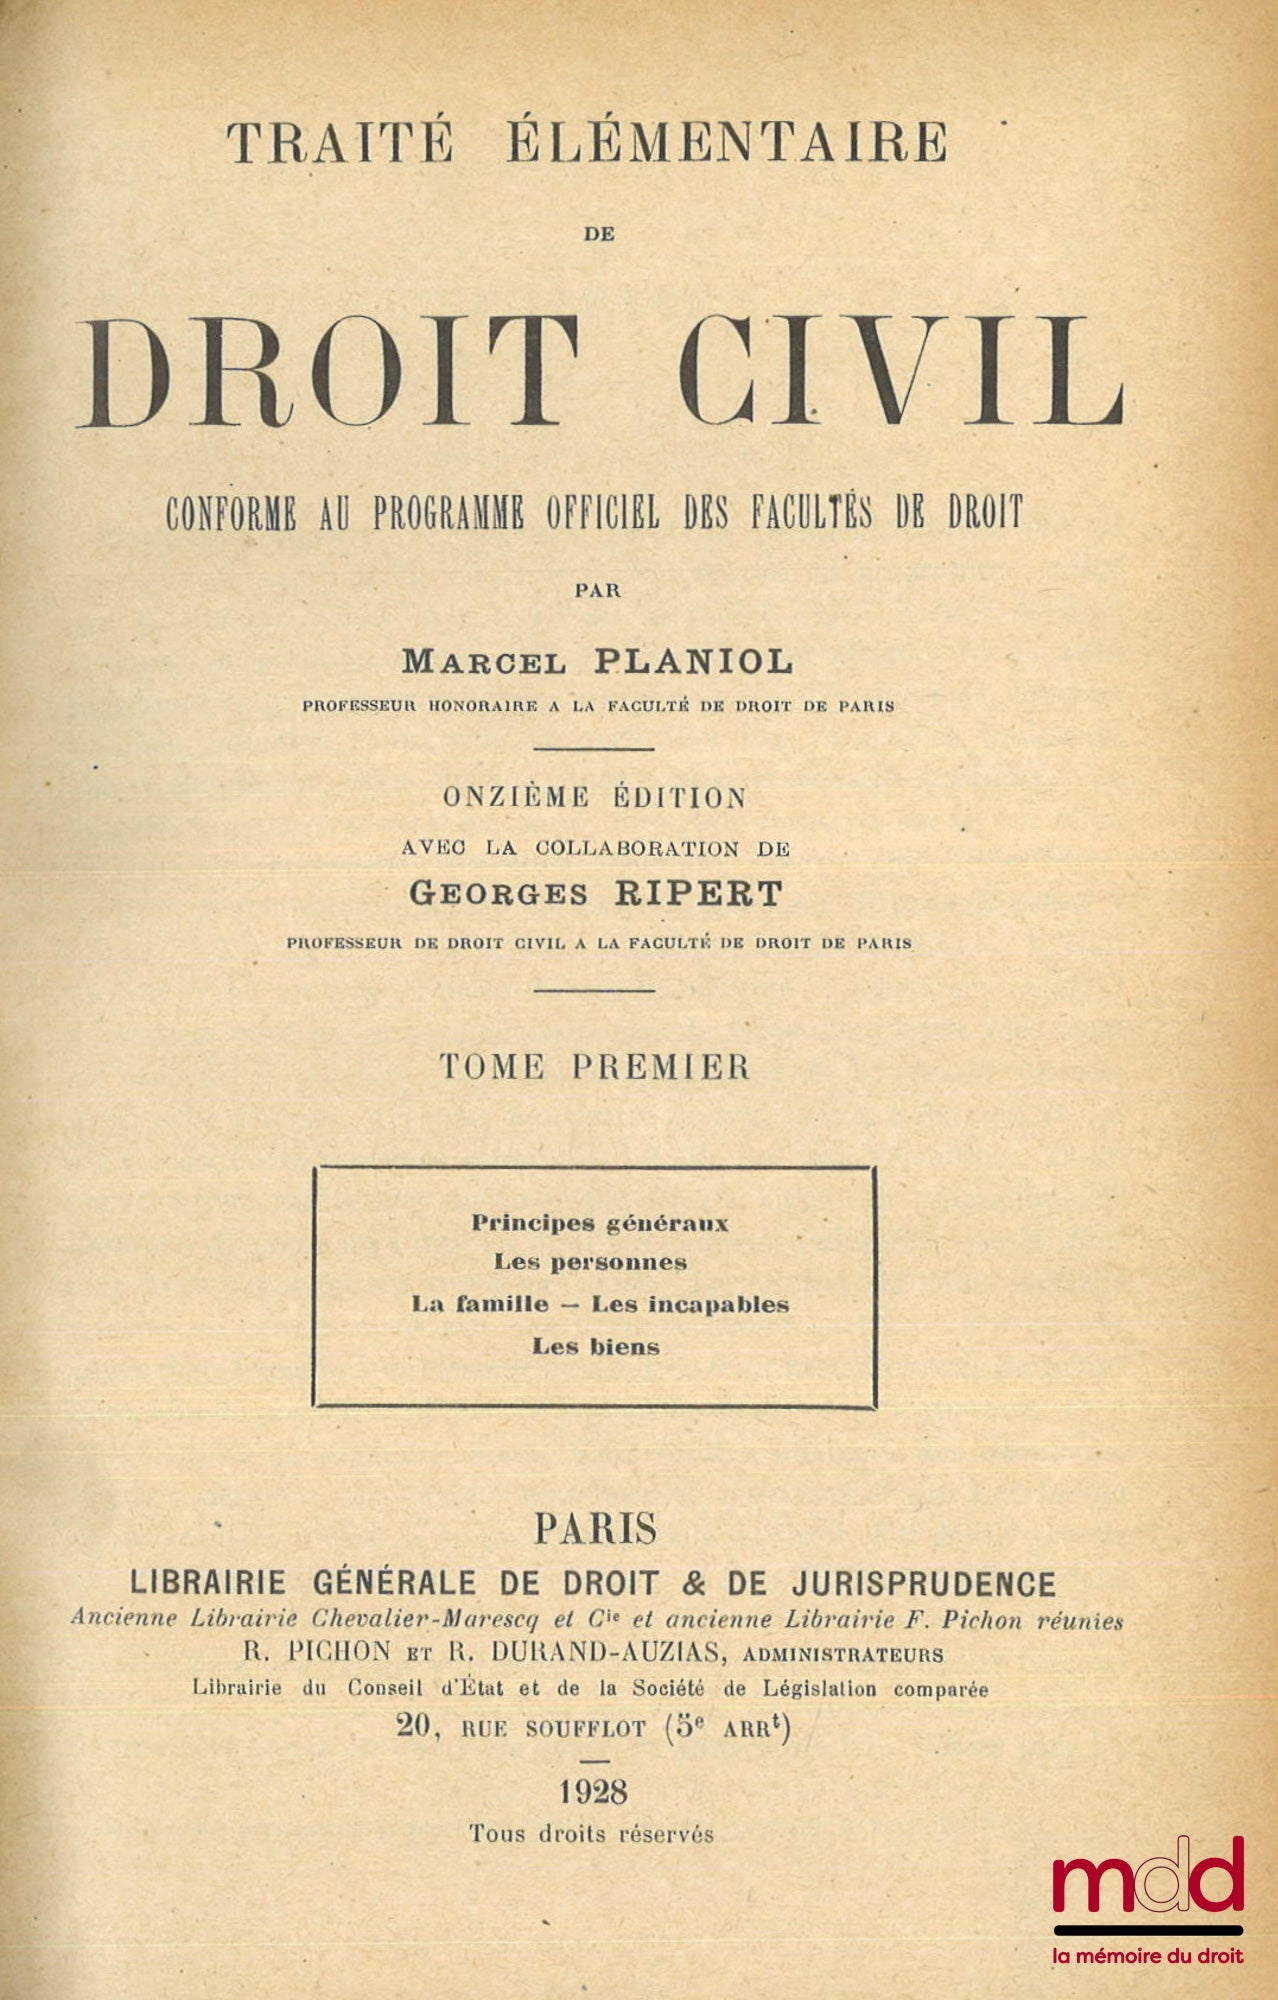 TRAITÉ ÉLÉMENTAIRE
DE
DROIT CIVIL
CONFORME AU PROGRAMME OFFICIEL DES FACULTÉS DE DROIT
PAR
MARCEL PLANIOL
PROFESSEUR HONORAIRE A LA FACULTÉ DE DROIT DE PARIS
ONZIÈME ÉDITION
AVEC LA COLLABORATION DE
GEORGES RIPERT
PROFESSEUR DE DROIT CIVIL A LA FACULTÉ DE DROIT DE PARIS
TOME PREMIER
Principes généraux
Les personnes
La famille — Les incapables
Les biens
PARIS
LIBRAIRIE GÉNÉRALE DE DROIT & DE JURISPRUDENCE
Ancienne Librairie Chevalier-Marescq et Cie et ancienne Librairie F. Pichon réunies
R. PICHON ET R. DURAND-AUZIAS, ADMINISTRATEURS
Librairie du Conseil d'État et de la Société de Législation comparée
20, RUE SOUFFLOT (5e ARRt)
1928
Tous droits réservés
mdd
la mémoire du droit